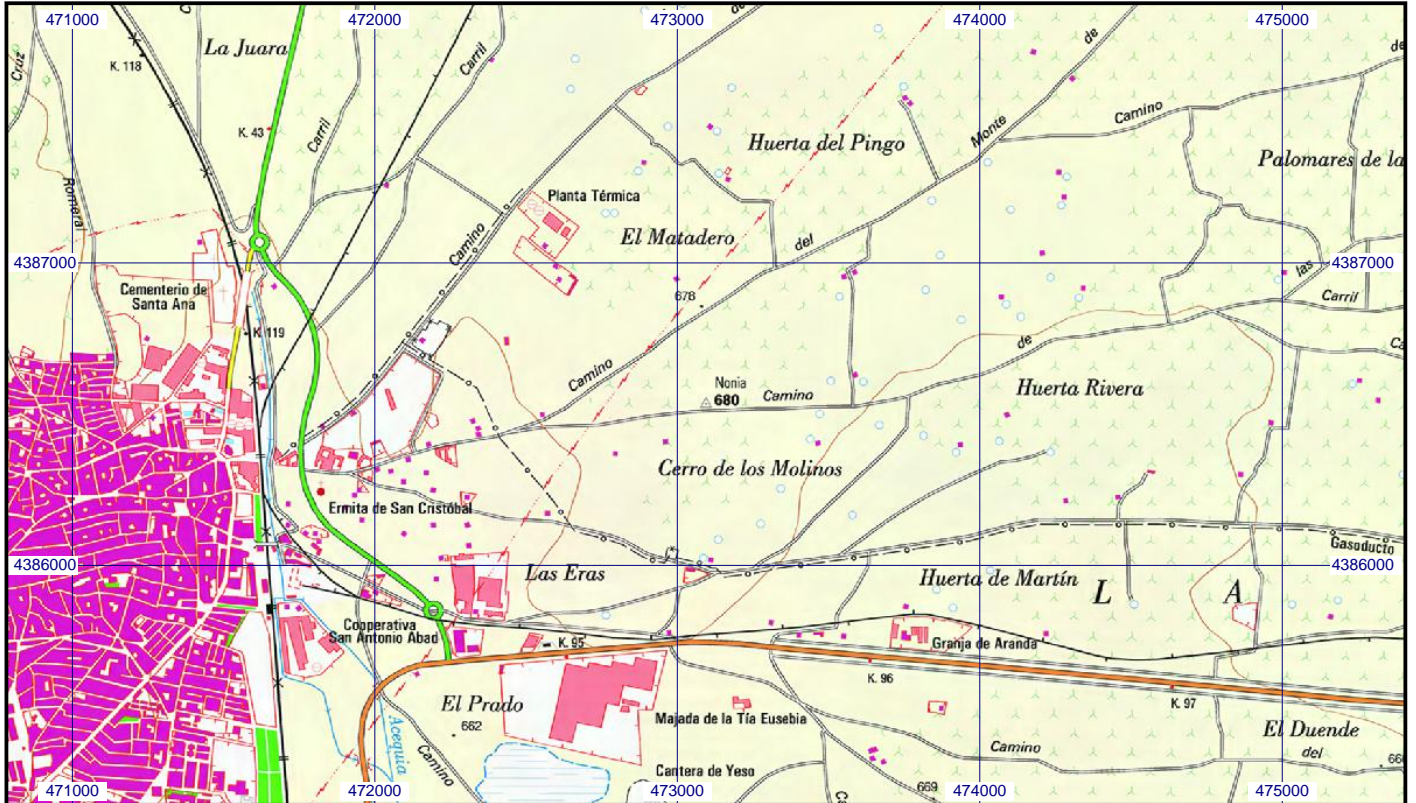 471000
472000
473000
474000
475000
La Juara
Cruz
K. 118
Carril
de
de
de
K. 43
Carril
Huerta del Pingo
Monte
Camino
Palomares de la
Romeral
Planta Térmica
Camino
El Matadero
del
4387000
4387000
las
Cementerio de
Santa Ana
678
Carril
K. 119
de
Ca
Camino
Nonia
680
Camino
Huerta Rivera
Cerro de los Molinos
Ermita de San Cristóbal
4386000
4386000
Gasoducto
Las Eras
Huerta de Martín
L
A
Cooperativa
San Antonio Abad
K. 95
Granja de Aranda
K. 96
K. 97
El Prado
662
Majada de la Tía Eusebia
El Duende
del
Acequia
Camino
Camino
Cantera de Yeso
669
471000
472000
473000
474000
475000